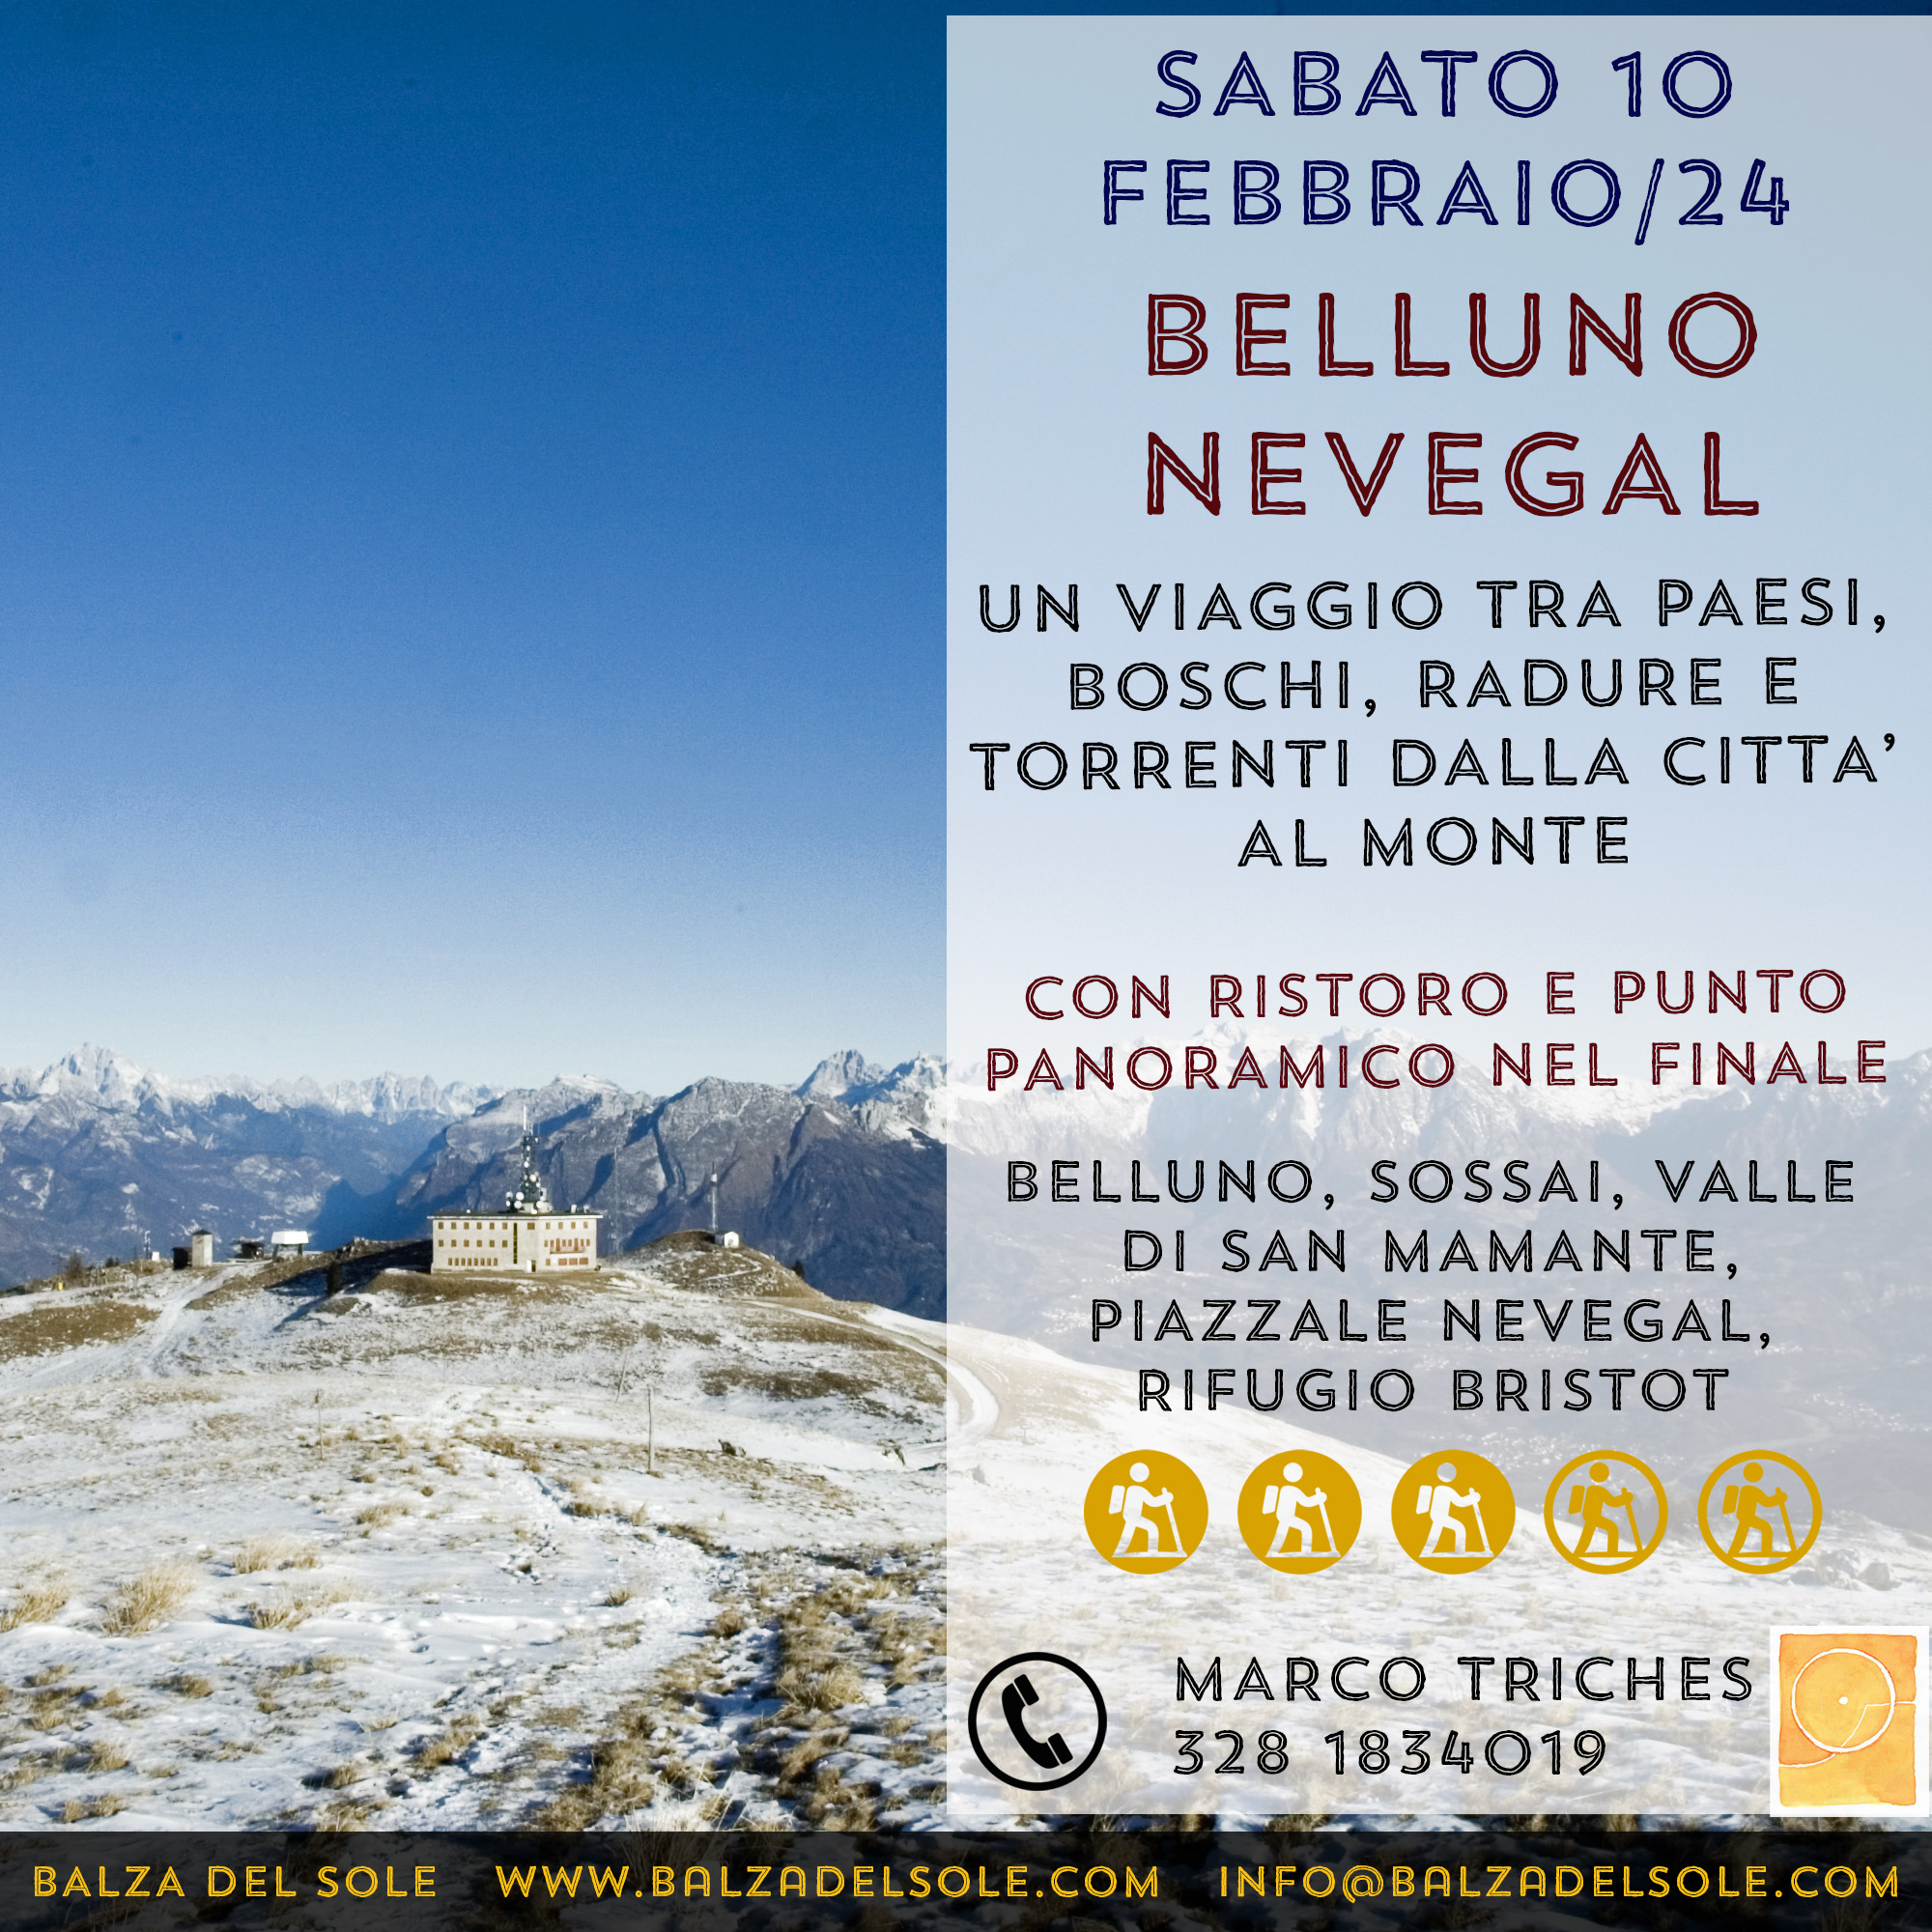 SABATO 10
FEBBRAIO/24
BELLUNO
NEVEGAL
UN VIAGGIO TRA PAESI,
BOSCHI, RADURE E
TORRENTI DALLA CITTA'
AL MONTE
CON RISTORO E PUNTO
PANORAMICO NEL FINALE
BELLUNO, SOSSAI, VALLE
DI SAN MAMANTE,
PIAZZALE NEVEGAL,
RIFUGIO BRISTOT
MARCO TRICHES
328 1834019
BALZA DEL SOLE WWW.BALZADELSOLE.COM INFO@BALZADELSOLE.COM